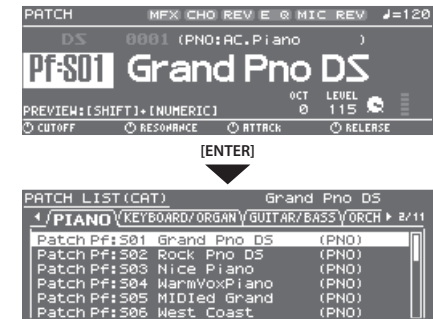 PATCH MFX CHO REV EQ MIC REV ♩=120
DS 0001 (PNO:AC.Piano )
Pf:S01 Grand Pno DS
OCT LEVEL
PREVIEW:[SHIFT]+[NUMERIC] 0 115
CUTOFF RESONANCE ATTACK RELEASE
[ENTER]
PATCH LIST(CAT) Grand Pno DS
PIANO KEYBOARD/ORGAN GUITAR/BASS ORCH 2/11
Patch Pf:S01 Grand Pno DS (PNO)
Patch Pf:S02 Rock Pno DS (PNO)
Patch Pf:S03 Nice Piano (PNO)
Patch Pf:S04 WarmVoxPiano (PNO)
Patch Pf:S05 MIDIed Grand (PNO)
Patch Pf:S06 West Coast (PNO)